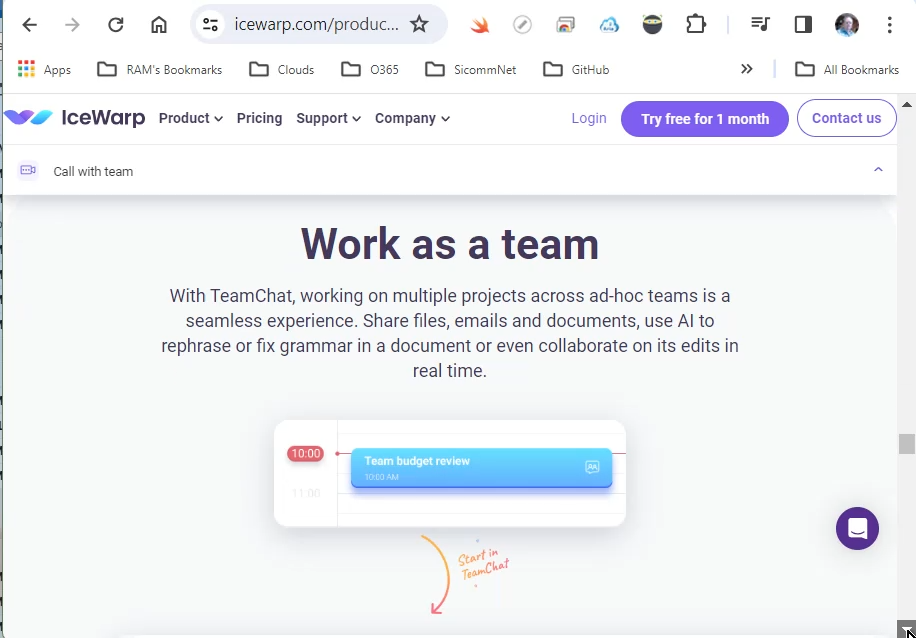 icewarp.com/produc...
Apps
RAM's Bookmarks
Clouds
O365
SicommNet
GitHub
All Bookmarks
IceWarp
Product
Pricing
Support
Company
Login
Try free for 1 month
Contact us
Call with team
Work as a team
With TeamChat, working on multiple projects across ad-hoc teams is a
seamless experience. Share files, emails and documents, use AI to
rephrase or fix grammar in a document or even collaborate on its edits in
real time.
10:00
Team budget review
10:00 AM
11:00
Start in
TeamChat